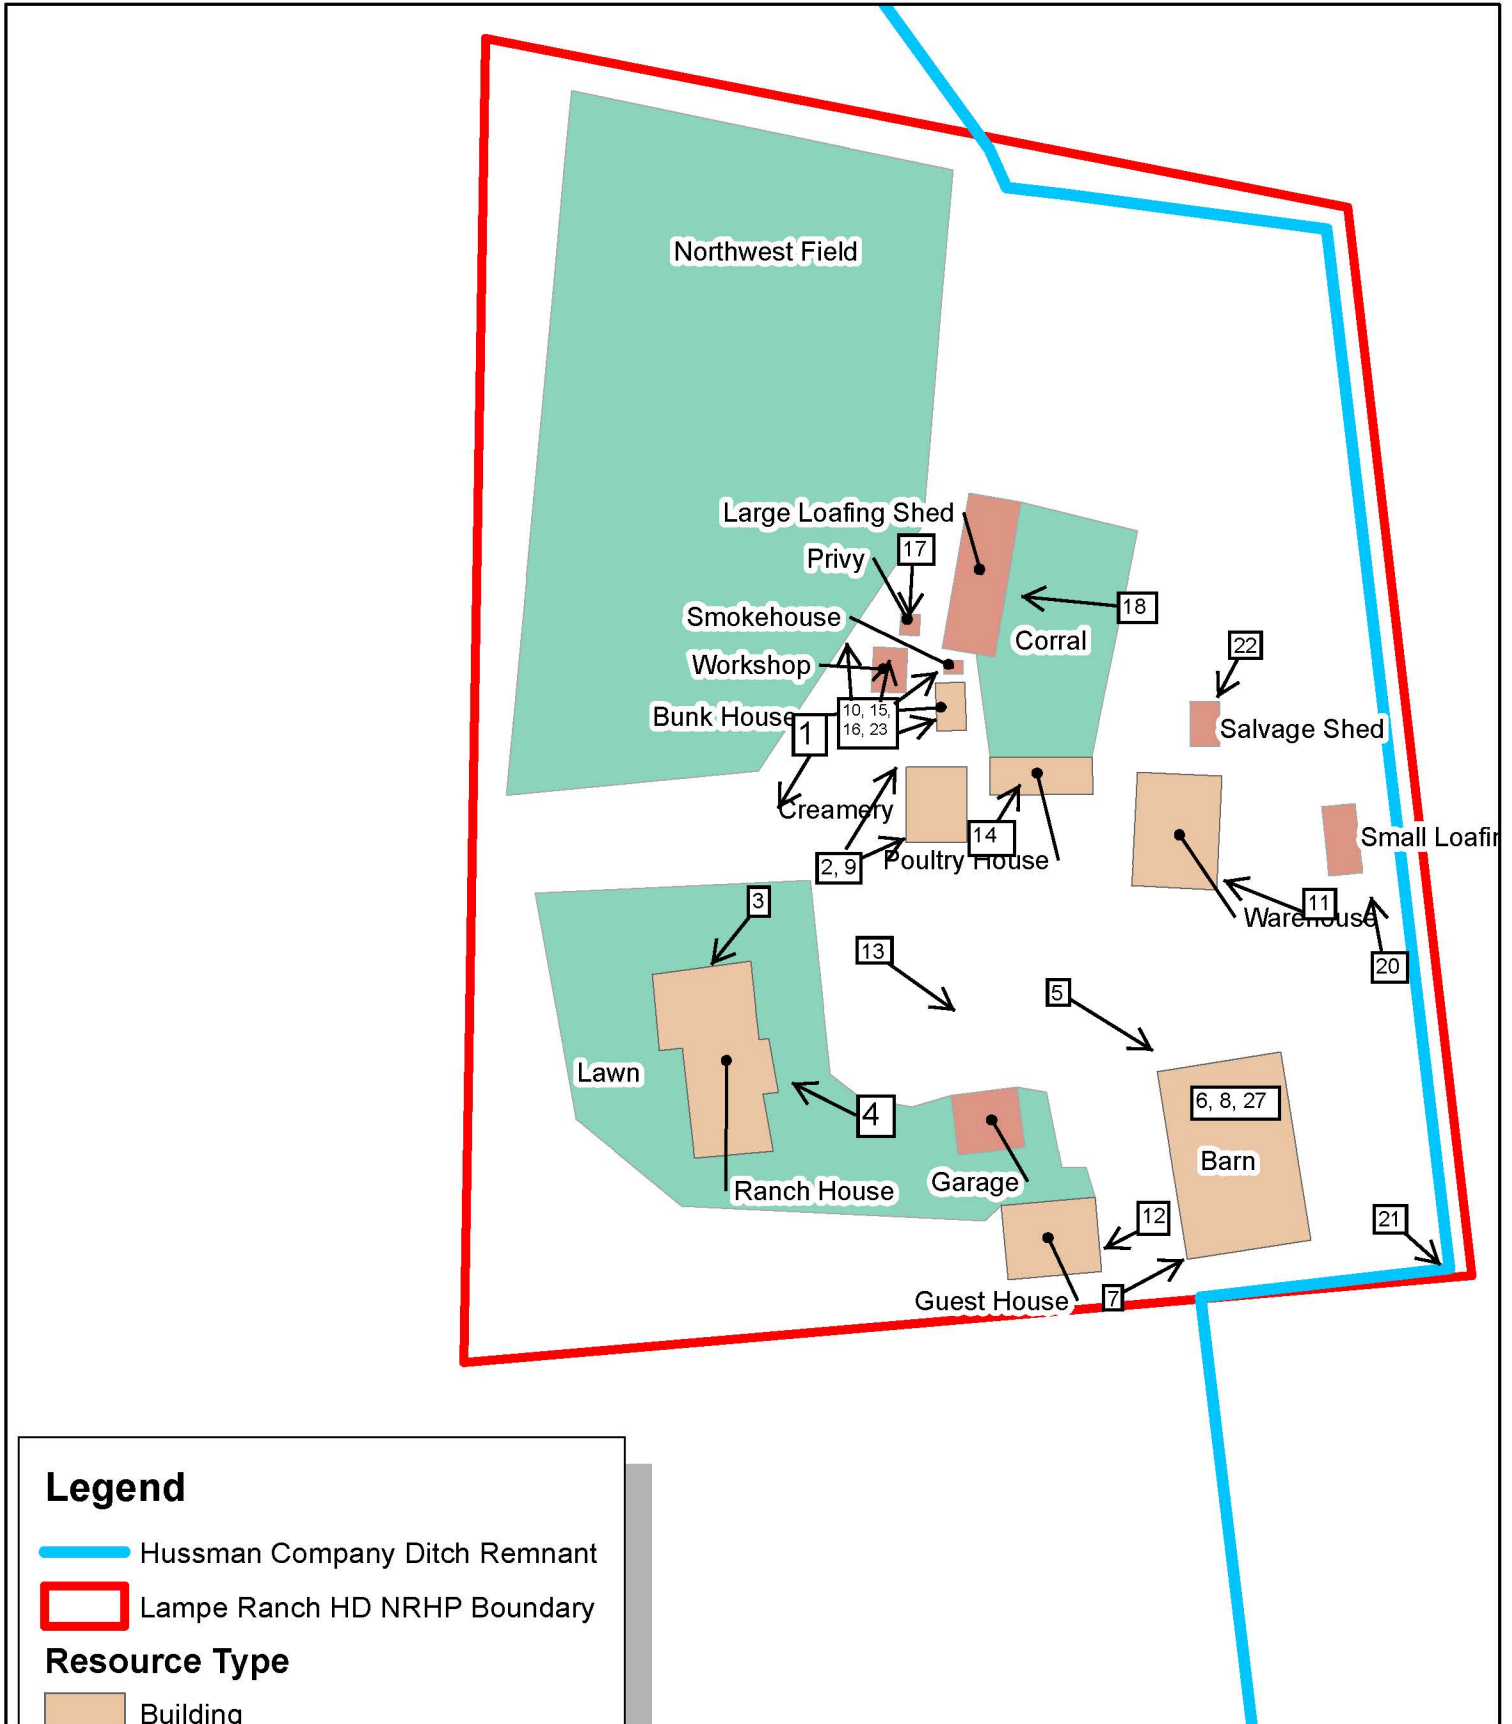 Northwest Field
Large Loafing Shed
17
Privy
18
Smokehouse
Corral
22
Workshop
10, 15,
16, 23
Bunk House
1
Salvage Shed
Creamery
14
Small Loafin
2, 9
Poultry House
3
11
Warehouse
13
20
5
Lawn
4
6, 8, 27
Barn
Garage
Ranch House
12
21
Guest House
7
Legend
Hussman Company Ditch Remnant
Lampe Ranch HD NRHP Boundary
Resource Type
Building